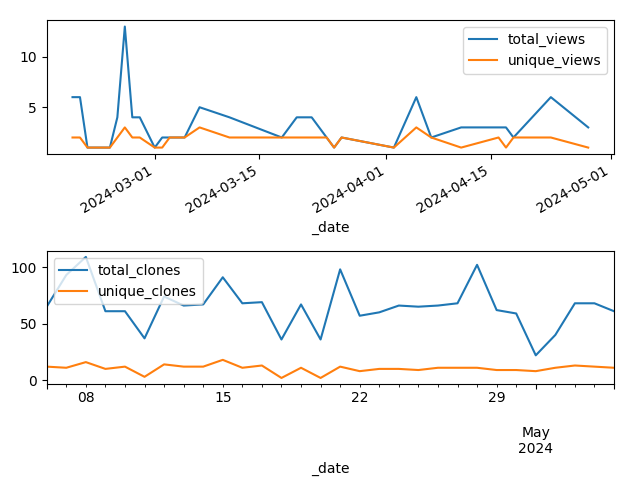 total_views
unique_views
10
5
2024-03-01
2024-03-15
2024-04-01
2024-04-15
2024-05-01
_date
total_clones
unique_clones
100
50
0
08
15
22
29
May
2024
_date